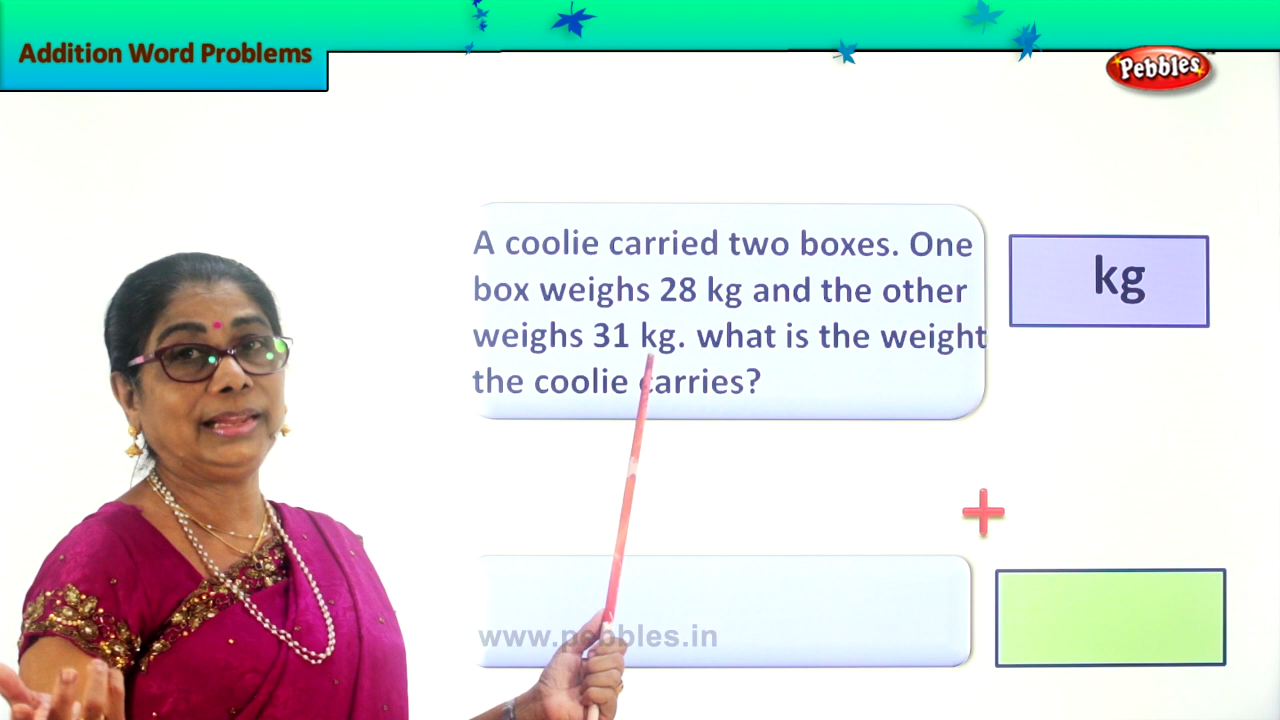 Addition Word Problems
Pebbles
A coolie carried two boxes. One
box weighs 28 kg and the other
weighs 31 kg. what is the weight
the coolie carries?
kg
+
www.pebbles.in